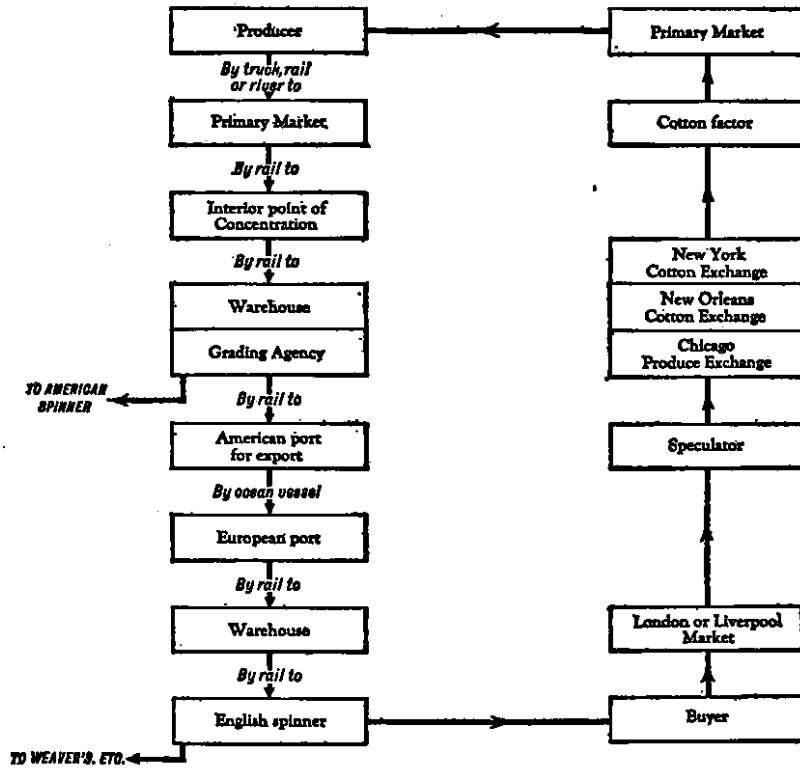 Producer
By truck, rail
or river to
Primary Market
By rail to
Interior point of
Concentration
By rail to
Warehouse
Grading Agency
TO AMERICAN
SPINNER
By rail to
American port
for export
By ocean vessel
European port
By rail to
Warehouse
By rail to
English spinner
TO WEAVER'S. ETC.
Primary Market
Cotton factor
New York
Cotton Exchange
New Orleans
Cotton Exchange
Chicago
Produce Exchange
Speculator
London or Liverpool
Market
Buyer